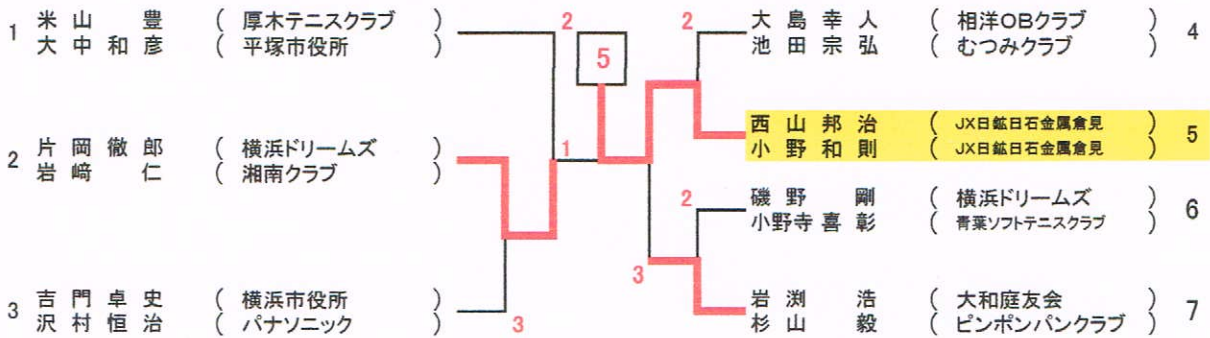 1 米山 豊 ( 厚木テニスクラブ )
大中和彦 ( 平塚市役所 )
2 片岡徹郎 ( 横浜ドリームズ )
岩﨑 仁 ( 湘南クラブ )
3 吉門卓史 ( 横浜市役所 )
沢村恒治 ( パナソニック )
3
1
2
5
2
2
3
大島幸人 ( 相洋OBクラブ ) 4
池田宗弘 ( むつみクラブ )
西山邦治 ( JX日鉱日石金属倉見 ) 5
小野和則 ( JX日鉱日石金属倉見 )
磯野 剛 ( 横浜ドリームズ ) 6
小野寺喜彰 ( 青葉ソフトテニスクラブ )
岩渕 浩 ( 大和庭友会 ) 7
杉山 毅 ( ピンポンパンクラブ )